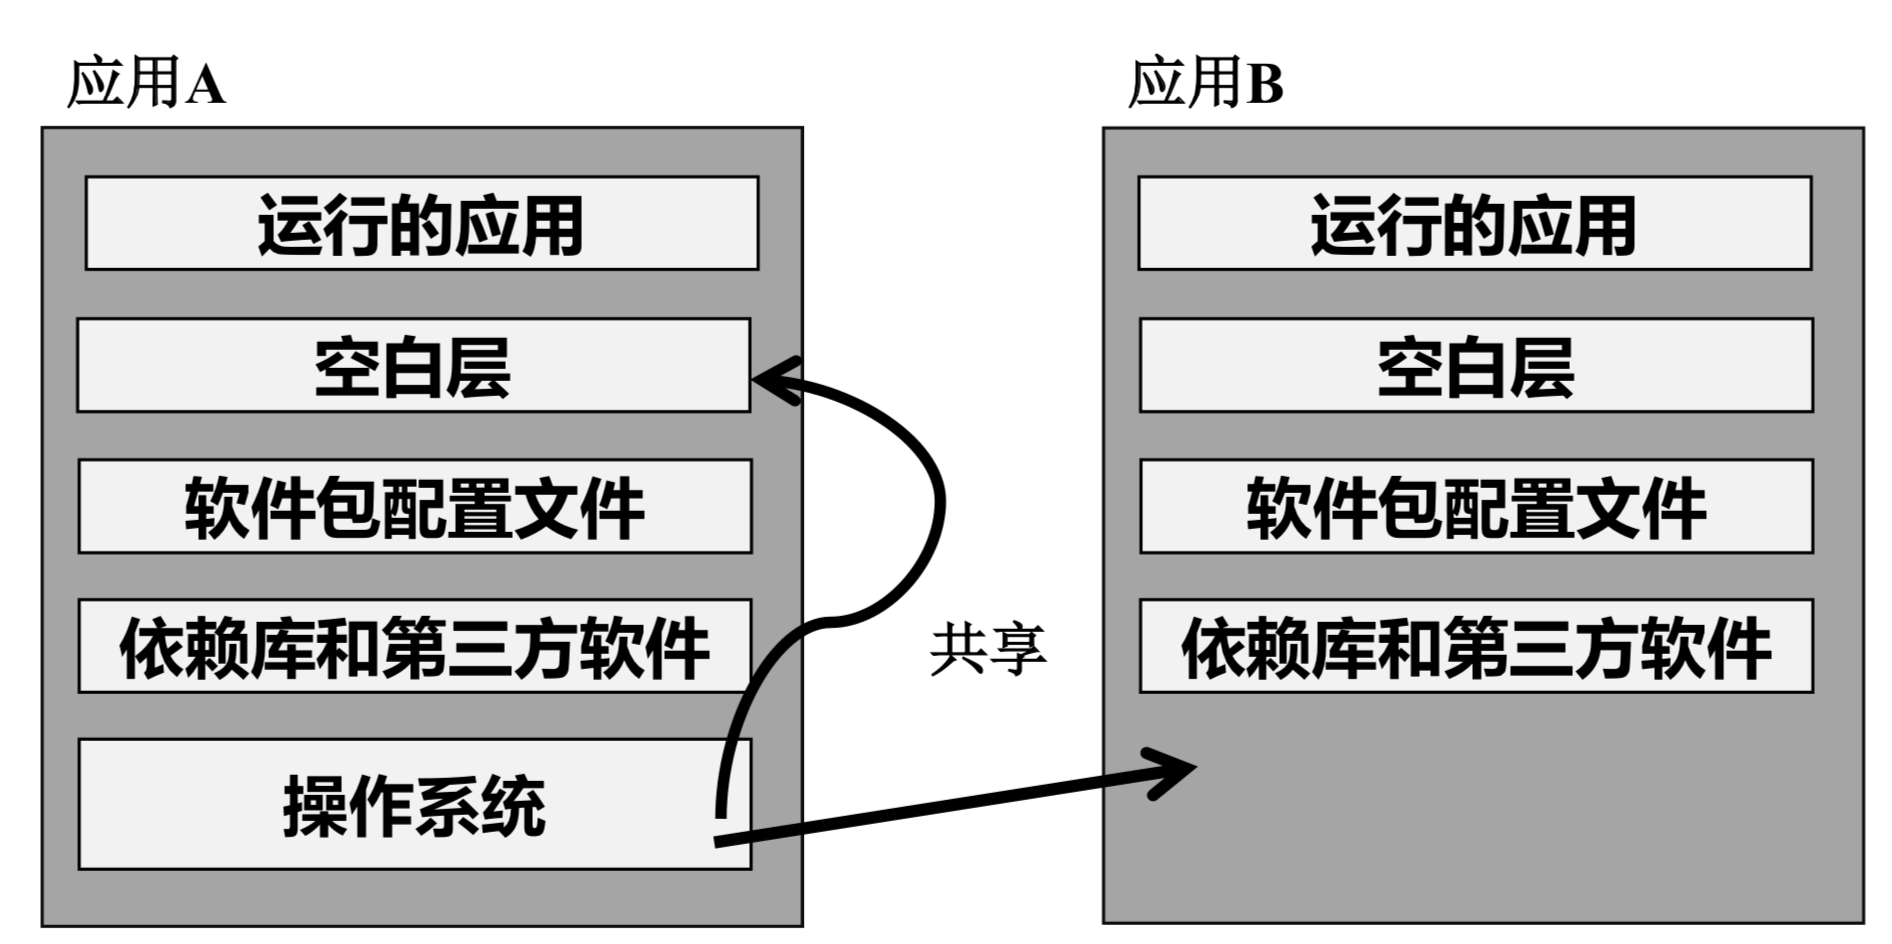 应用A
运行的应用
空白层
软件包配置文件
依赖库和第三方软件
操作系统
共享
应用B
运行的应用
空白层
软件包配置文件
依赖库和第三方软件